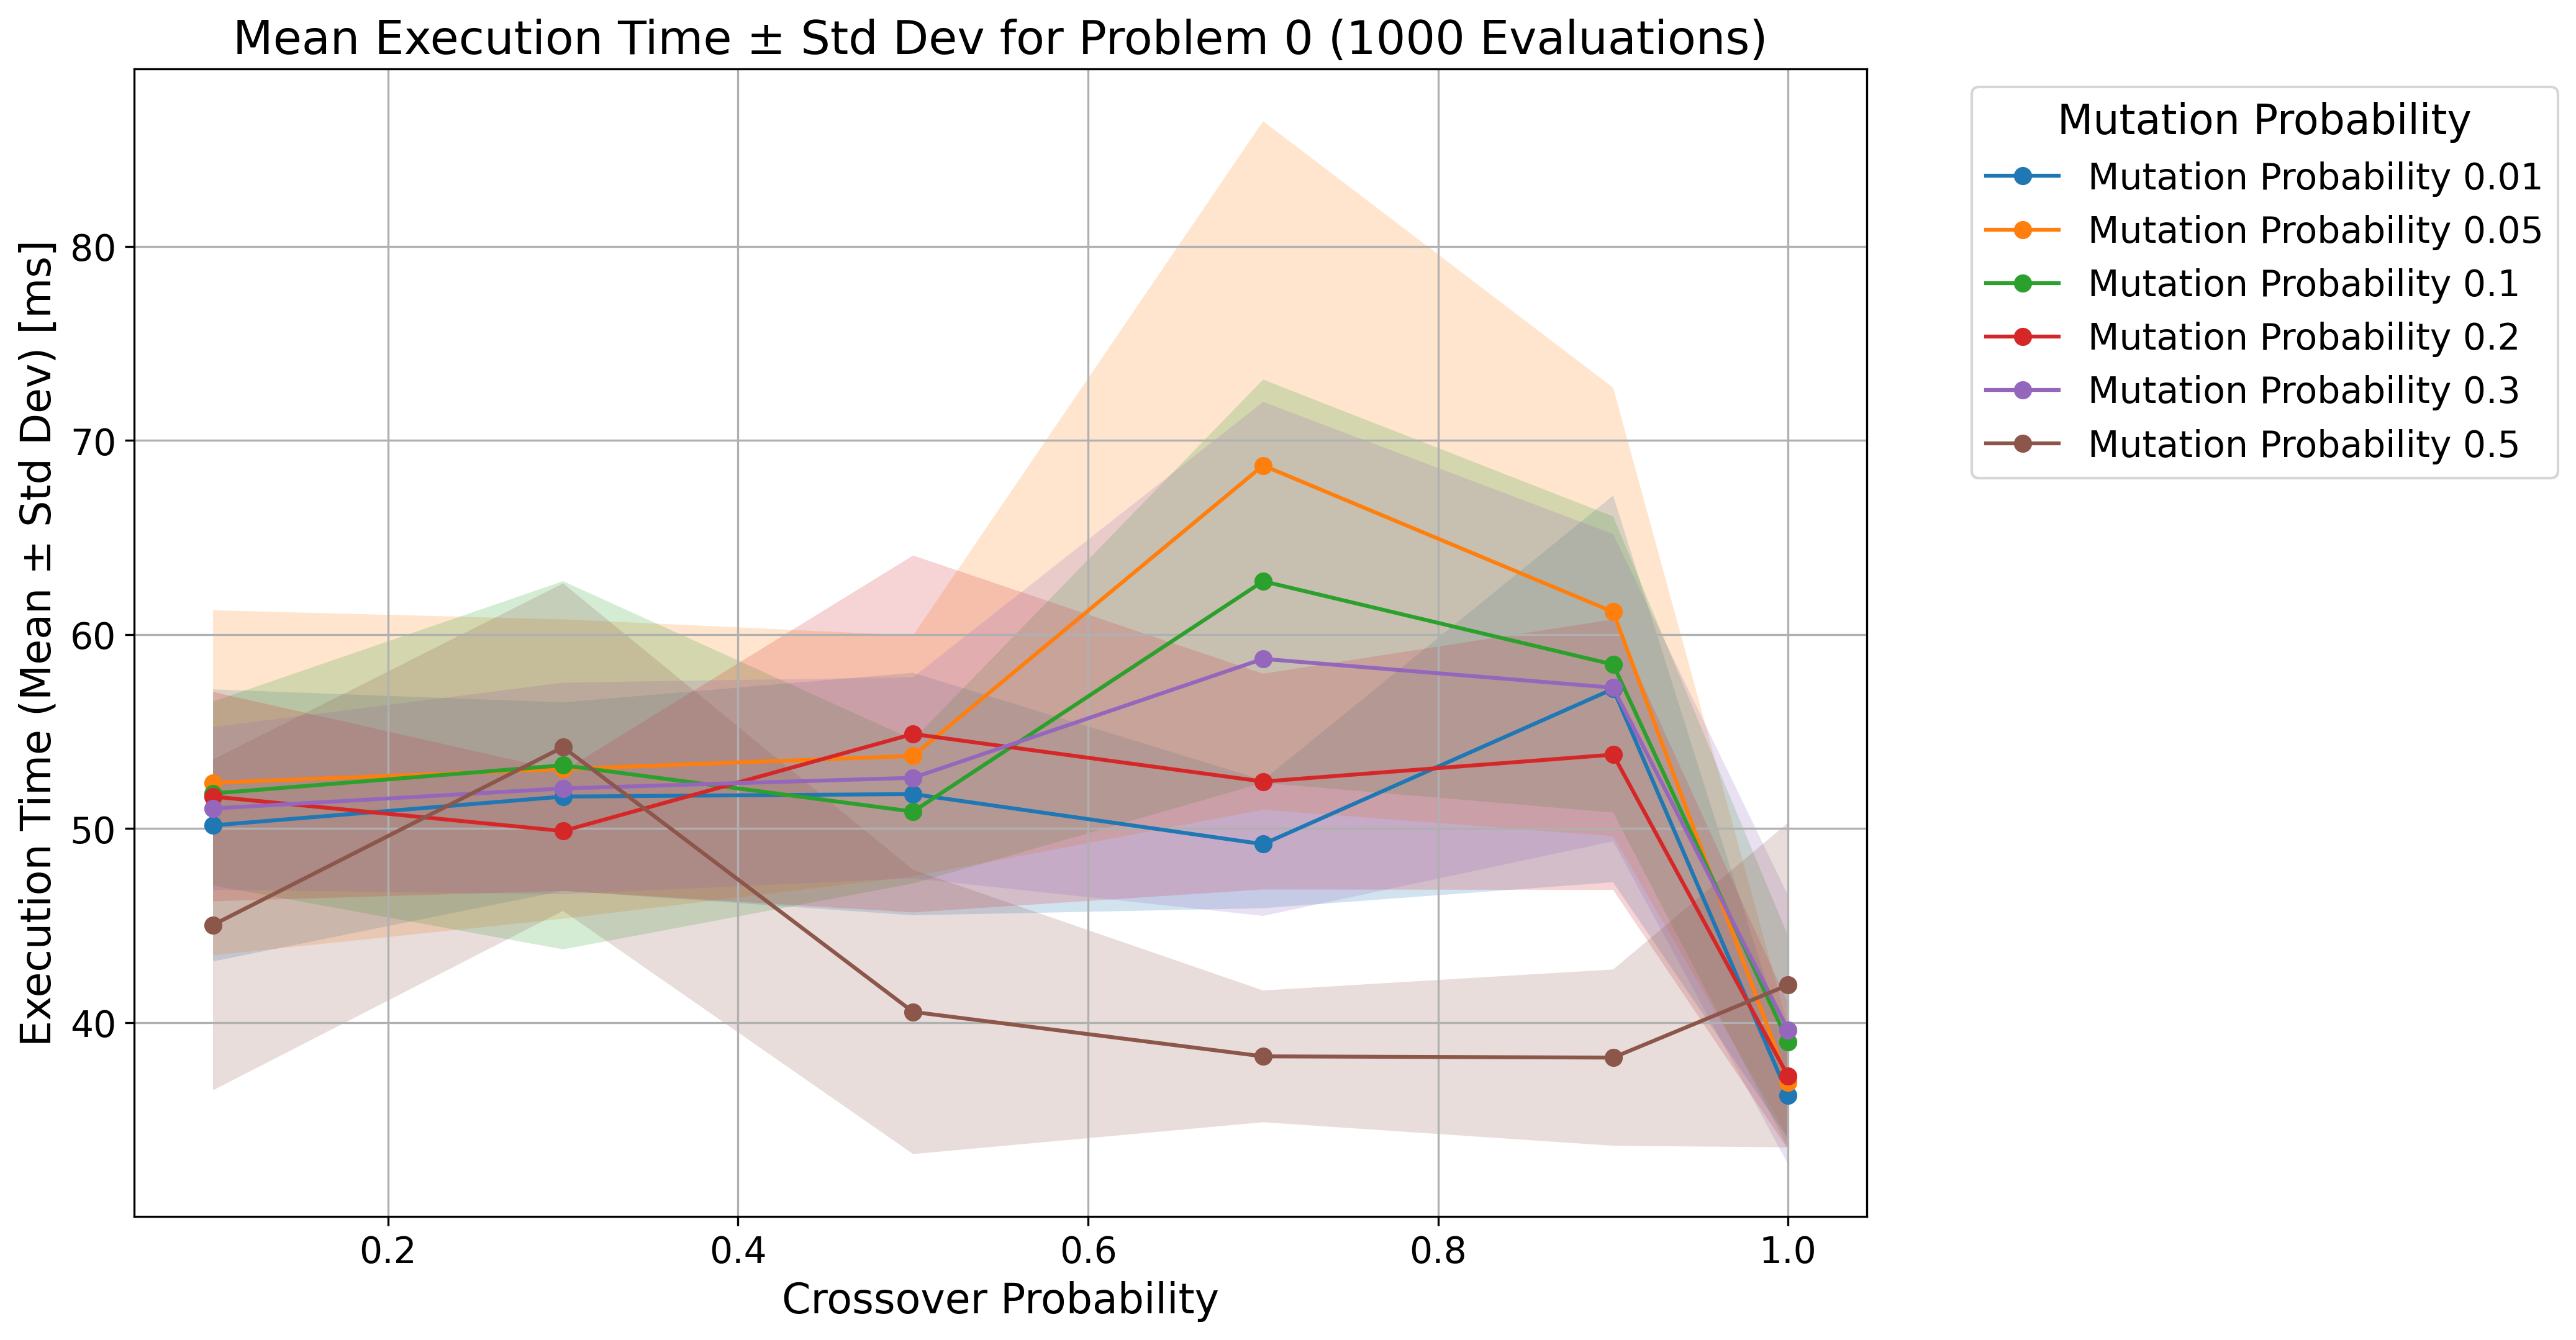 Mean Execution Time ± Std Dev for Problem 0 (1000 Evaluations)
Execution Time (Mean ± Std Dev) [ms]
80
70
60
50
40
0.2 0.4 0.6 0.8 1.0
Crossover Probability
Mutation Probability
Mutation Probability 0.01
Mutation Probability 0.05
Mutation Probability 0.1
Mutation Probability 0.2
Mutation Probability 0.3
Mutation Probability 0.5